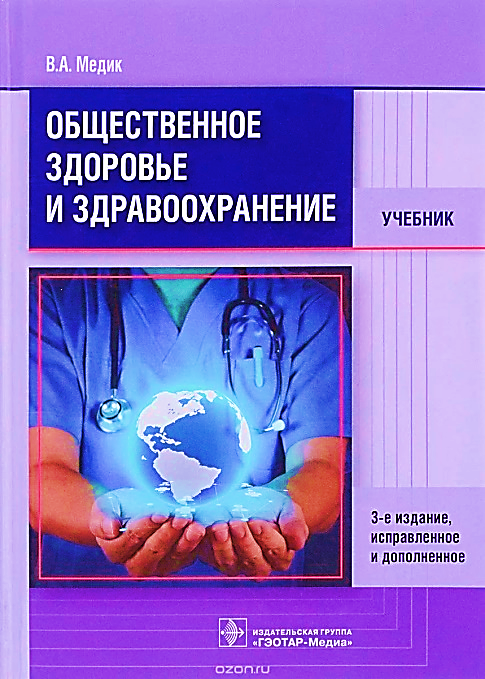 В.А. Медик
ОБЩЕСТВЕННОЕ
ЗДОРОВЬЕ
И ЗДРАВООХРАНЕНИЕ
УЧЕБНИК
3-е издание,
исправленное
и дополненное
ИЗДАТЕЛЬСКАЯ ГРУППА
«ГЭОТАР-Медиа»
ozon.ru